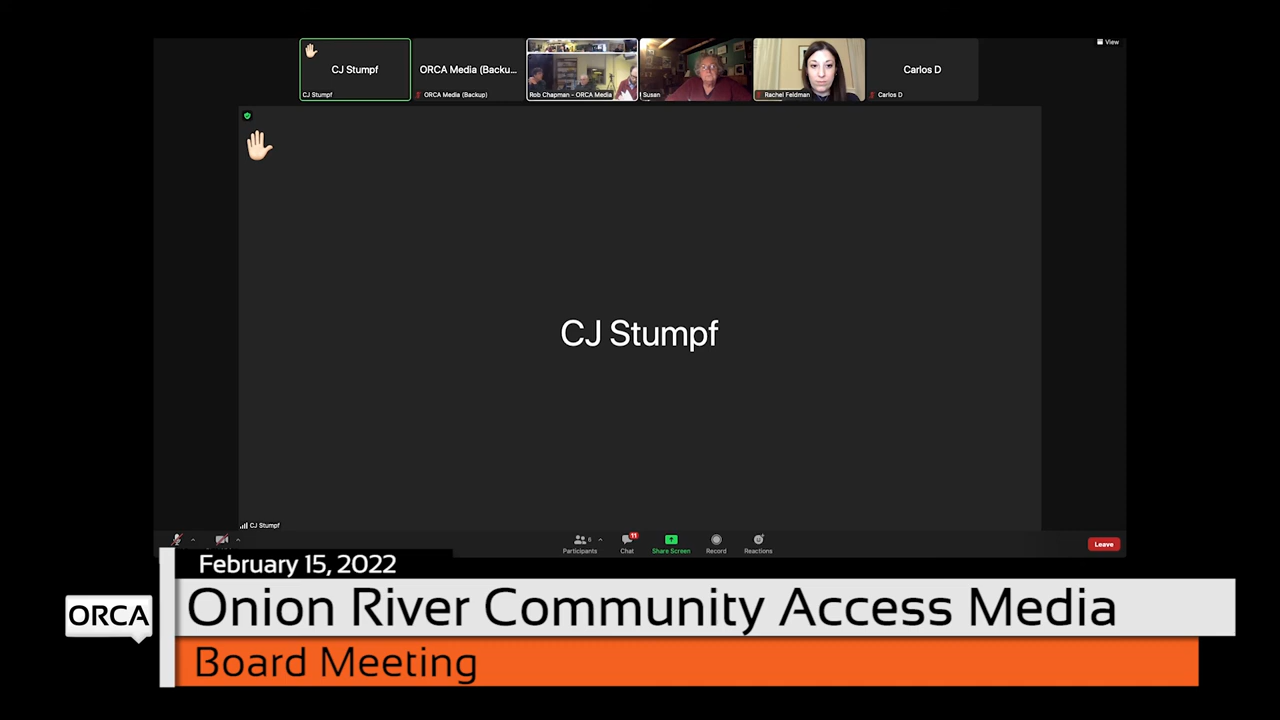 View
CJ Stumpf
ORCA Media (Backu...
Carlos D
CJ Stumpf
ORCA Media (Backup)
Rob Chapman - ORCA Media
Susan
Rachel Feldman
Carlos D
CJ Stumpf
CJ Stumpf
6
11
Participants
Chat
Share Screen
Record
Reactions
Leave
February 15, 2022
ORCA
Onion River Community Access Media
Board Meeting